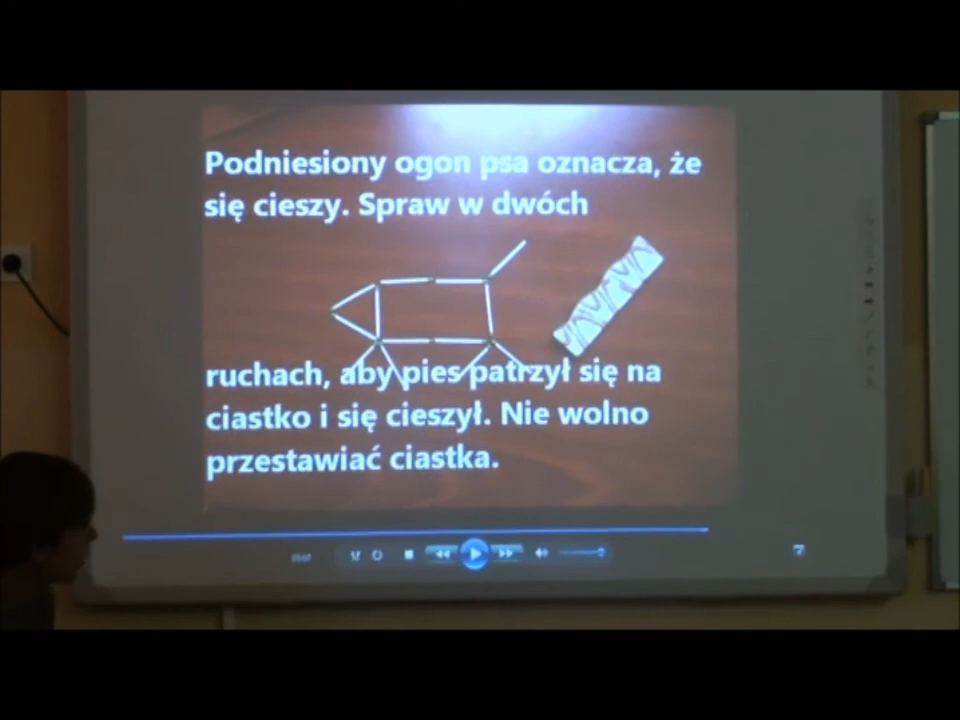 Podniesiony ogon psa oznacza, że
się cieszy. Spraw w dwóch
ruchach, aby pies patrzył się na
ciastko i się cieszył. Nie wolno
przestawiać ciastka.